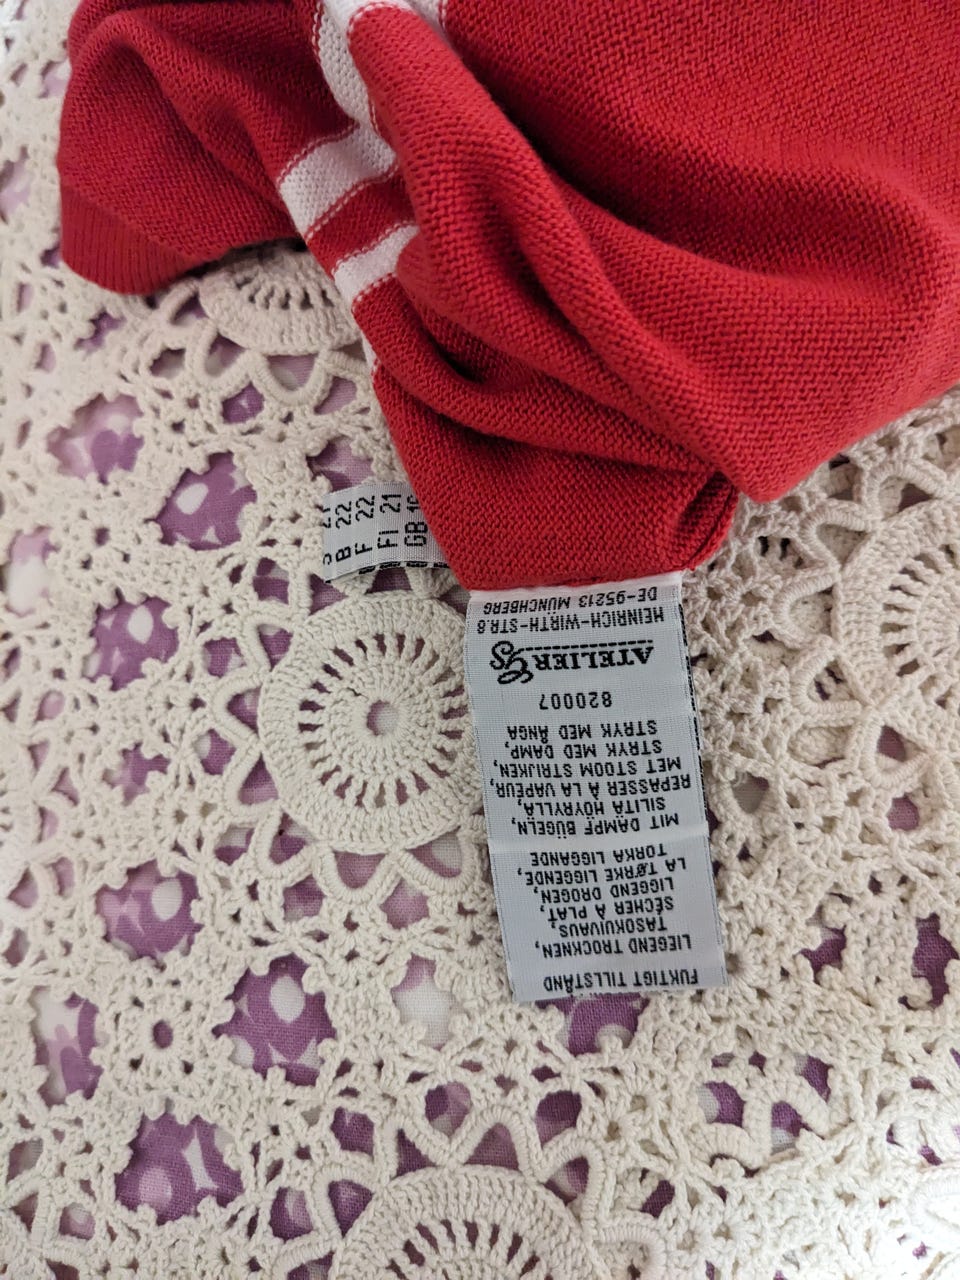 FUKTIGT TILLSTÅND
LIEGEND TROCKNEN,
TASOKUIVAUS,
SÉCHER À PLAT,
LIGGEND DROGEN,
LA TØRKE LIGGENDE,
TORKA LIGGANDE
MIT DAMPF BÜGELN,
SILITÄ HÖYRYLLÄ,
REPASSER À LA VAPEUR,
MET STOOM STRIJKEN,
STRYK MED DAMP,
STRYK MED ÅNGA
820007
ATELIER GS
HEINRICH-WIRTH-STR.8
DE-95213 MÜNCHBERG
B 22
F 22
FI 21
GB